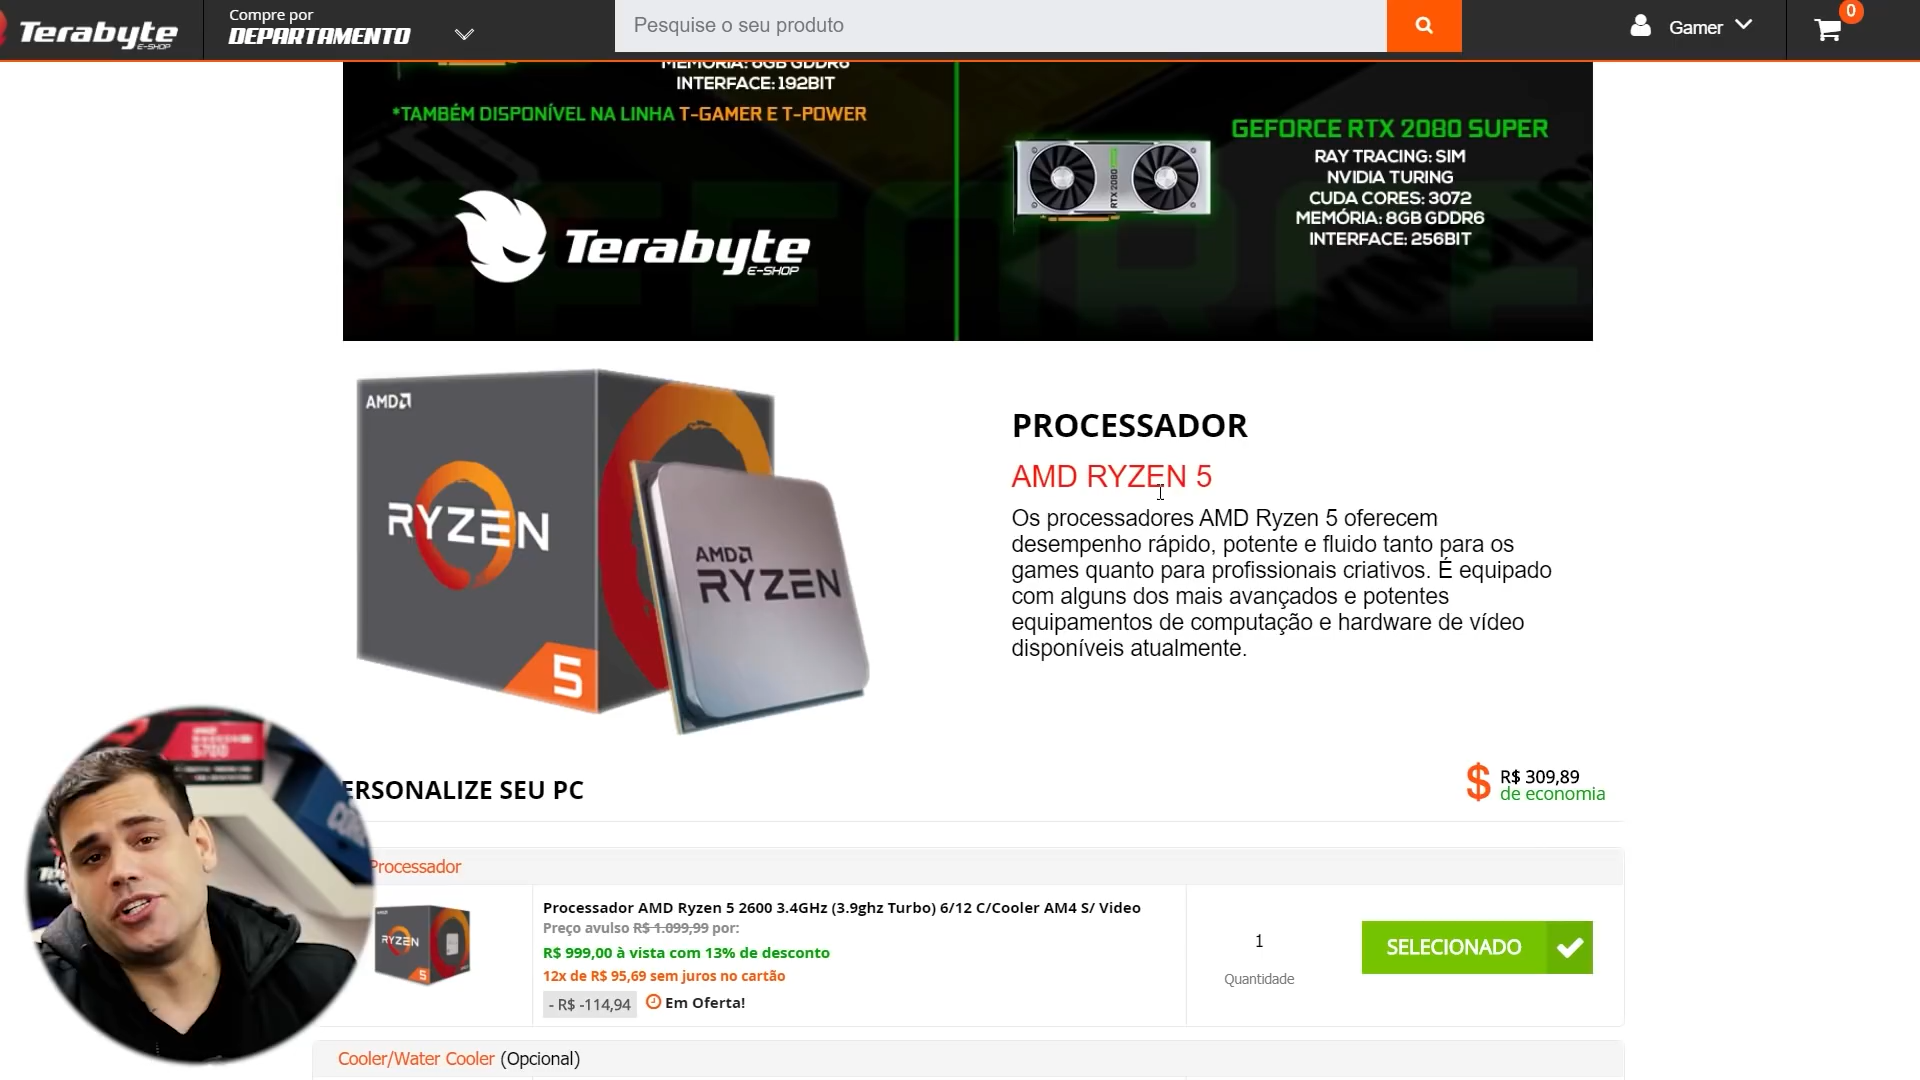 Terabyte
E-SHOP
Compre por
DEPARTAMENTO
Pesquise o seu produto
Gamer
0
MEMÓRIA: 6GB GDDR6
INTERFACE: 192BIT
*TAMBÉM DISPONÍVEL NA LINHA T-GAMER E T-POWER
Terabyte
E-SHOP
RTX 2080
GEFORCE RTX 2080 SUPER
RAY TRACING: SIM
NVIDIA TURING
CUDA CORES: 3072
MEMÓRIA: 8GB GDDR6
INTERFACE: 256BIT
AMD
RYZEN
5
AMD
RYZEN
PROCESSADOR
AMD RYZEN 5
Os processadores AMD Ryzen 5 oferecem
desempenho rápido, potente e fluido tanto para os
games quanto para profissionais criativos. É equipado
com alguns dos mais avançados e potentes
equipamentos de computação e hardware de vídeo
disponíveis atualmente.
ERSONALIZE SEU PC
$ R$ 309,89
de economia
Processador
RYZEN
5
Processador AMD Ryzen 5 2600 3.4GHz (3.9ghz Turbo) 6/12 C/Cooler AM4 S/ Video
Preço avulso R$ 1.099,99 por:
R$ 999,00 à vista com 13% de desconto
12x de R$ 95,69 sem juros no cartão
- R$ -114,94 Em Oferta!
1
Quantidade
SELECIONADO
Cooler/Water Cooler (Opcional)
5700